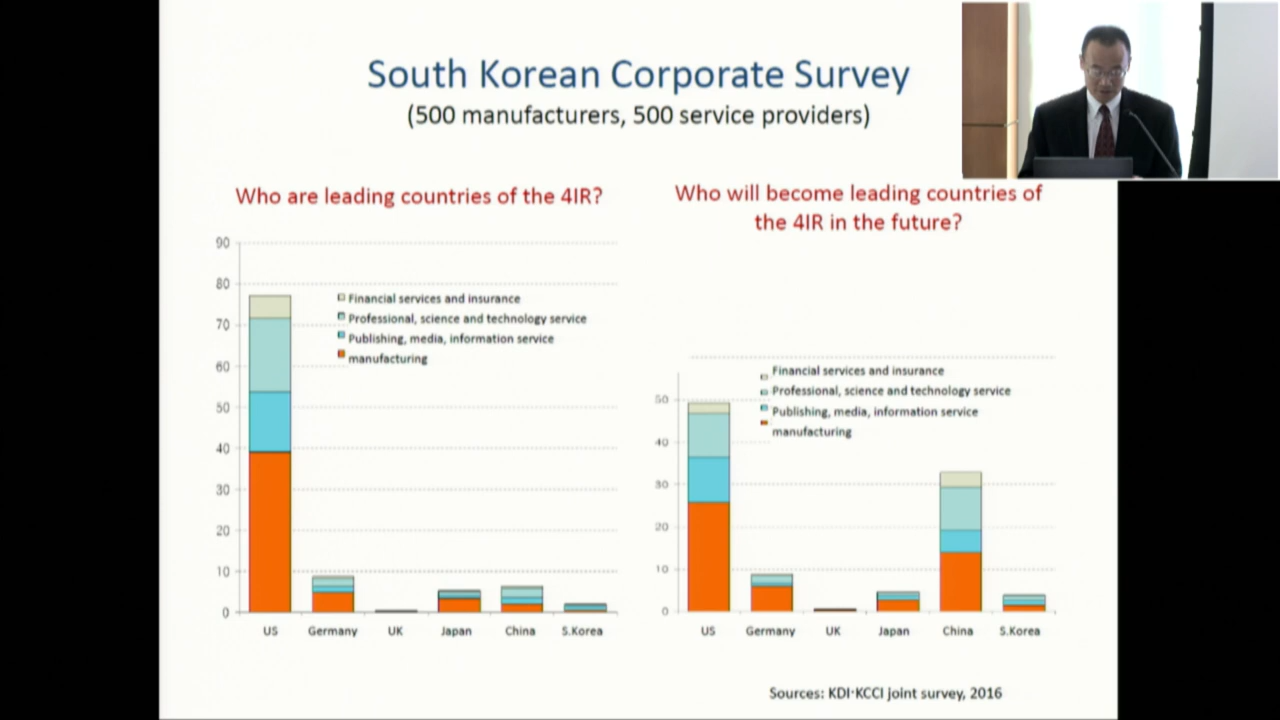 South Korean Corporate Survey
(500 manufacturers, 500 service providers)
Who are leading countries of the 4IR?
90
80
70
60
50
40
30
20
10
0
Financial services and insurance
Professional, science and technology service
Publishing, media, information service
manufacturing
US Germany UK Japan China S.Korea
Who will become leading countries of
the 4IR in the future?
Financial services and insurance
Professional, science and technology service
Publishing, media, information service
manufacturing
50
40
30
20
10
0
US Germany UK Japan China S.Korea
Sources: KDI·KCCI joint survey, 2016